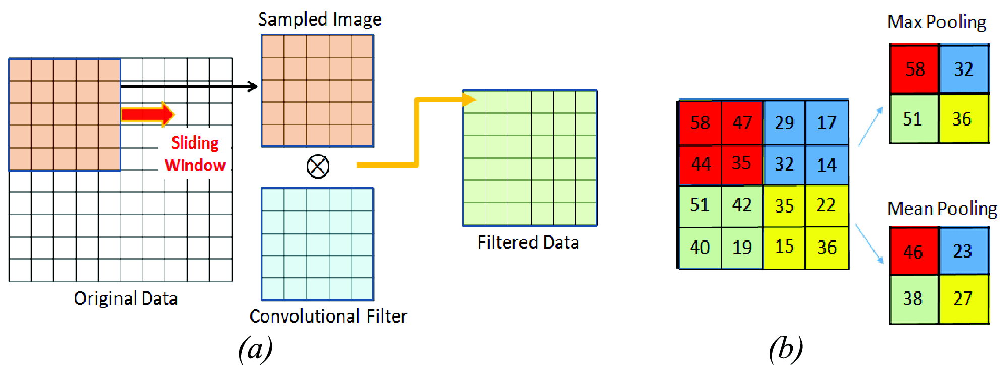 Sampled Image
Sliding
Window
Original Data
Convolutional Filter
Filtered Data
(a)
58 47 29 17
44 35 32 14
51 42 35 22
40 19 15 36
Max Pooling
58 32
51 36
Mean Pooling
46 23
38 27
(b)